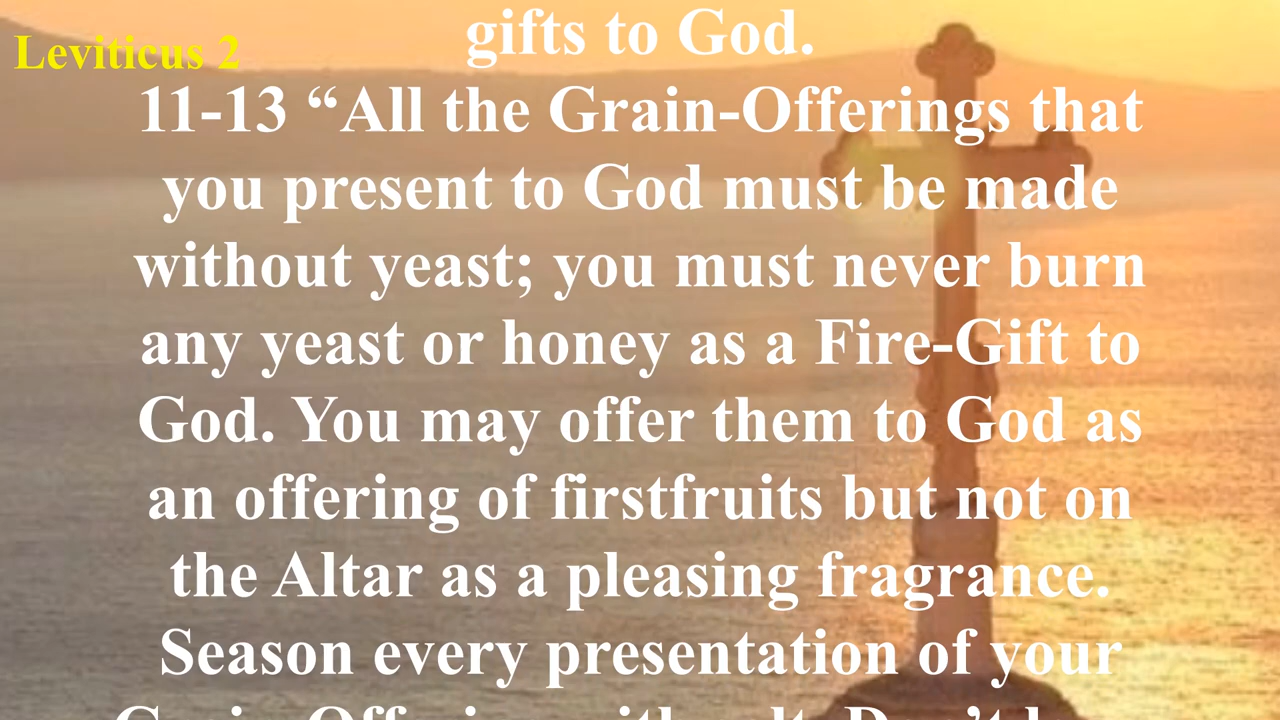 gifts to God.
Leviticus 2
11-13 “All the Grain-Offerings that
you present to God must be made
without yeast; you must never burn
any yeast or honey as a Fire-Gift to
God. You may offer them to God as
an offering of firstfruits but not on
the Altar as a pleasing fragrance.
Season every presentation of your